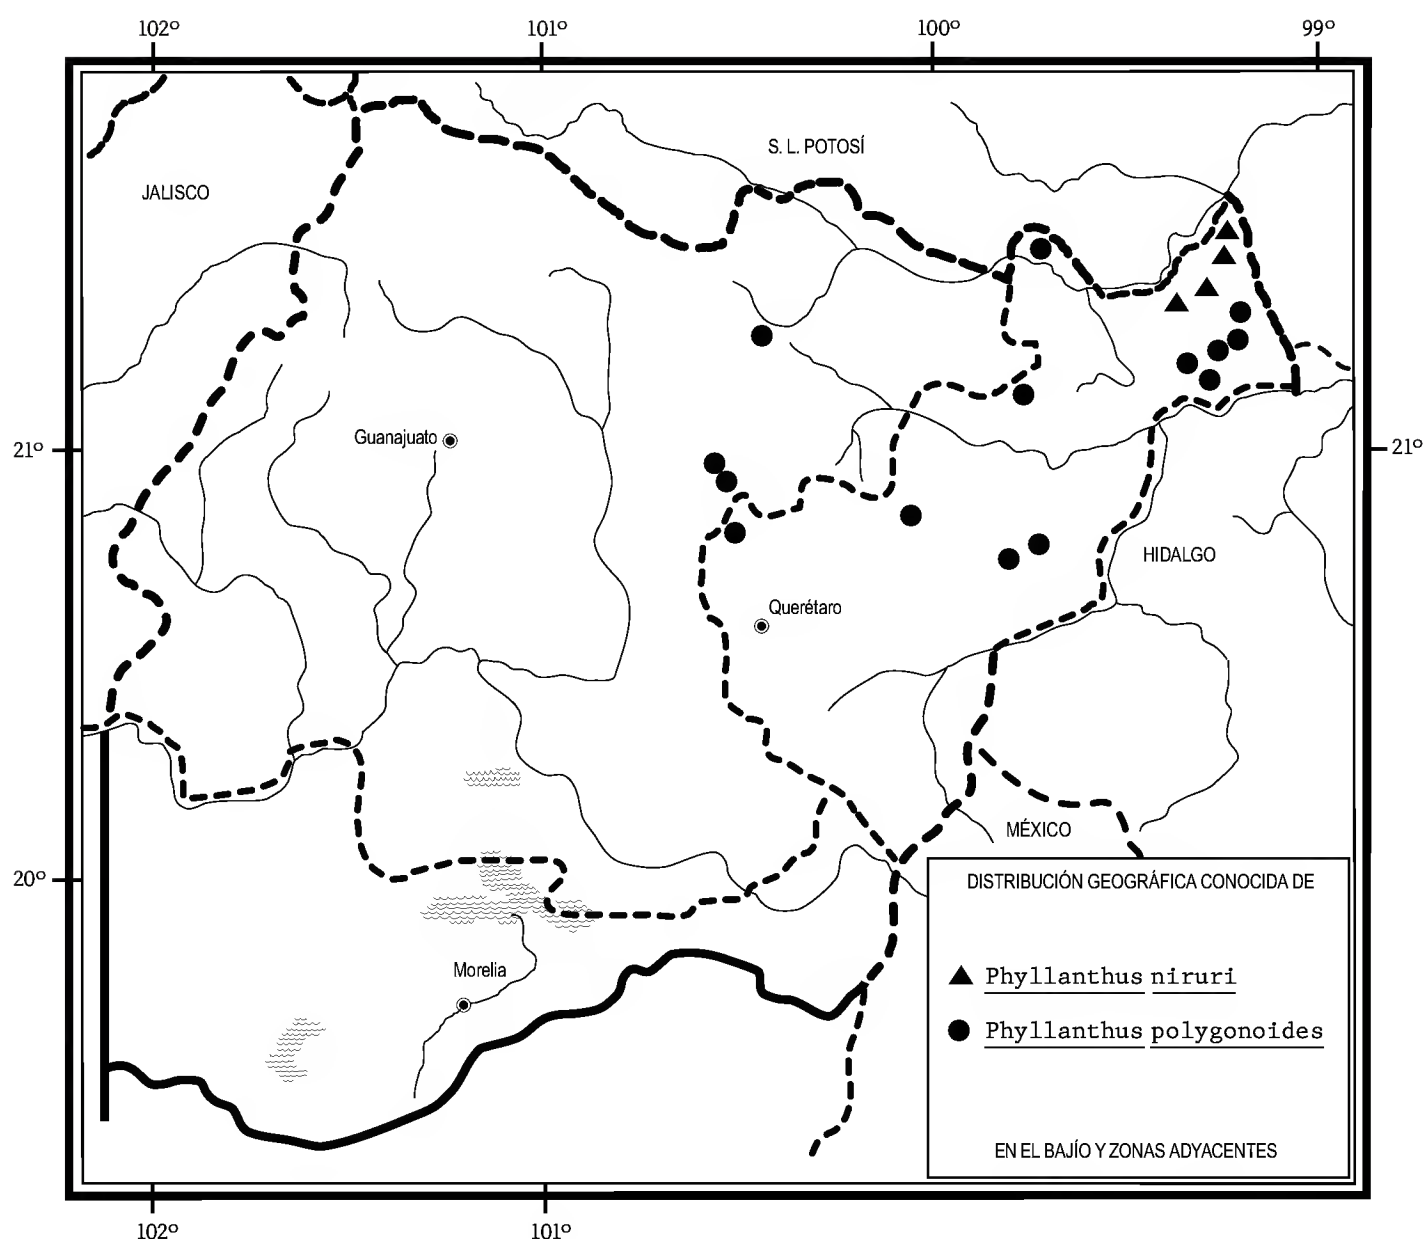 102º 101º 100º 99º
S. L. POTOSÍ
JALISCO
Guanajuato
21º 21º
HIDALGO
Querétaro
MÉXICO
20º
DISTRIBUCIÓN GEOGRÁFICA CONOCIDA DE
Morelia
Phyllanthus niruri
Phyllanthus polygonoides
EN EL BAJÍO Y ZONAS ADYACENTES
102º 101º